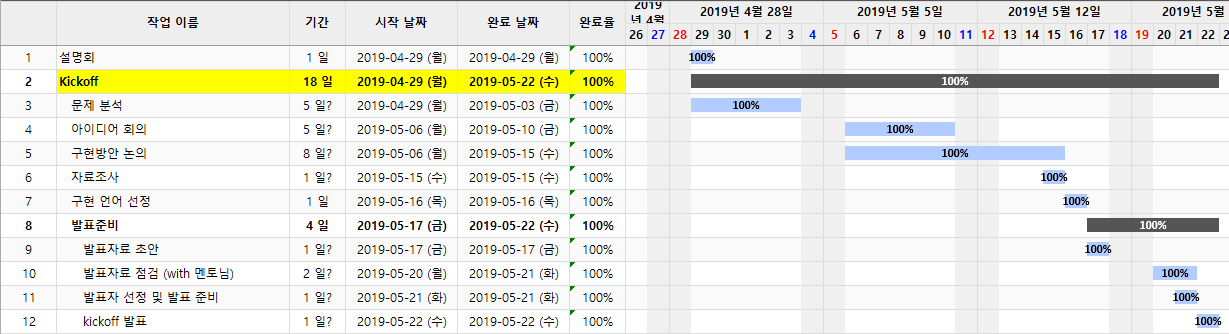 작업 이름 기간 시작 날짜 완료 날짜 완료율 2019년 4월 2019년 4월 28일 2019년 5월 5일 2019년 5월 12일 2019년 5월
26 27 28 29 30 1 2 3 4 5 6 7 8 9 10 11 12 13 14 15 16 17 18 19 20 21 22
1 설명회 1 일 2019-04-29 (월) 2019-04-29 (월) 100% 100%
2 Kickoff 18 일 2019-04-29 (월) 2019-05-22 (수) 100% 100%
3 문제 분석 5 일? 2019-04-29 (월) 2019-05-03 (금) 100% 100%
4 아이디어 회의 5 일? 2019-05-06 (월) 2019-05-10 (금) 100% 100%
5 구현방안 논의 8 일? 2019-05-06 (월) 2019-05-15 (수) 100% 100%
6 자료조사 1 일? 2019-05-15 (수) 2019-05-15 (수) 100% 100%
7 구현 언어 선정 1 일 2019-05-16 (목) 2019-05-16 (목) 100% 100%
8 발표준비 4 일 2019-05-17 (금) 2019-05-22 (수) 100% 100%
9 발표자료 초안 1 일? 2019-05-17 (금) 2019-05-17 (금) 100% 100%
10 발표자료 점검 (with 멘토님) 2 일? 2019-05-20 (월) 2019-05-21 (화) 100% 100%
11 발표자 선정 및 발표 준비 1 일? 2019-05-21 (화) 2019-05-21 (화) 100% 100%
12 kickoff 발표 1 일? 2019-05-22 (수) 2019-05-22 (수) 100% 100%